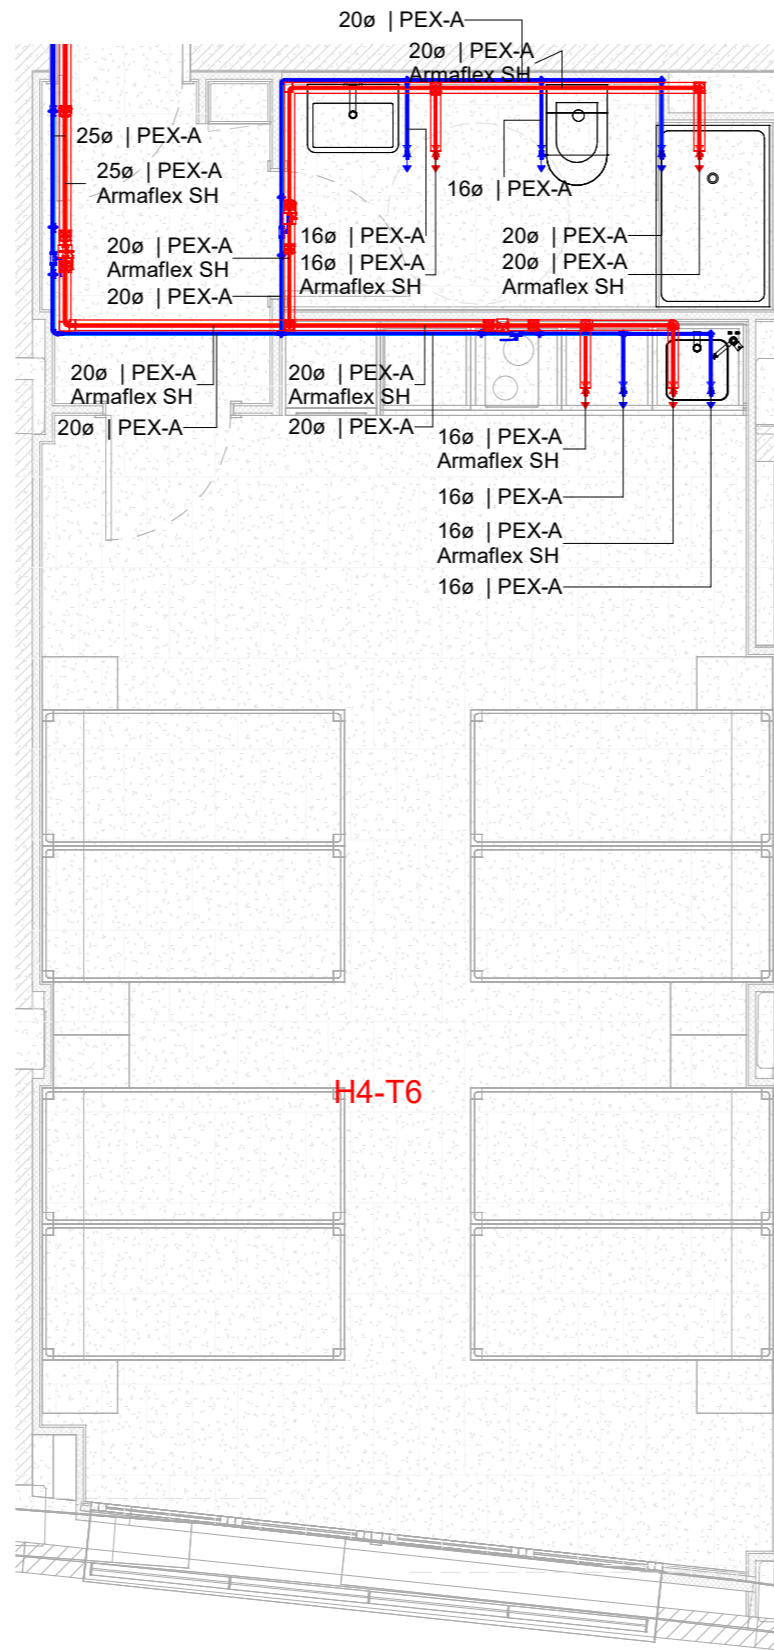 20ø | PEX-A
20ø | PEX-A
Armaflex SH
25ø | PEX-A
25ø | PEX-A
Armaflex SH
16ø | PEX-A
20ø | PEX-A
Armaflex SH
20ø | PEX-A
16ø | PEX-A
16ø | PEX-A
Armaflex SH
20ø | PEX-A
20ø | PEX-A
Armaflex SH
20ø | PEX-A
Armaflex SH
20ø | PEX-A
20ø | PEX-A
Armaflex SH
20ø | PEX-A
16ø | PEX-A
Armaflex SH
16ø | PEX-A
16ø | PEX-A
Armaflex SH
16ø | PEX-A
H4-T6